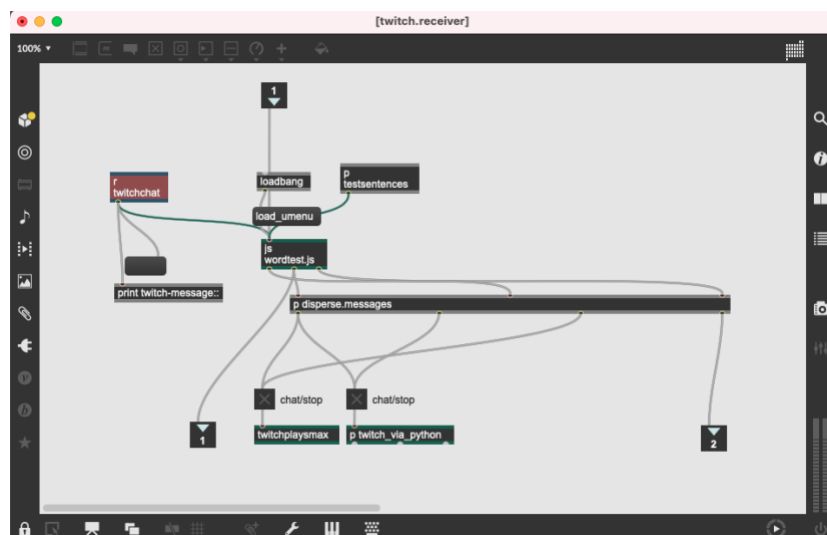 [twitch.receiver]
100%
1
r
twitchchat
loadbang
p
testsentences
load_umenu
js
wordtest.js
print twitch-message::
p disperse.messages
chat/stop
chat/stop
1
twitchplaysmax
p twitch_via_python
2